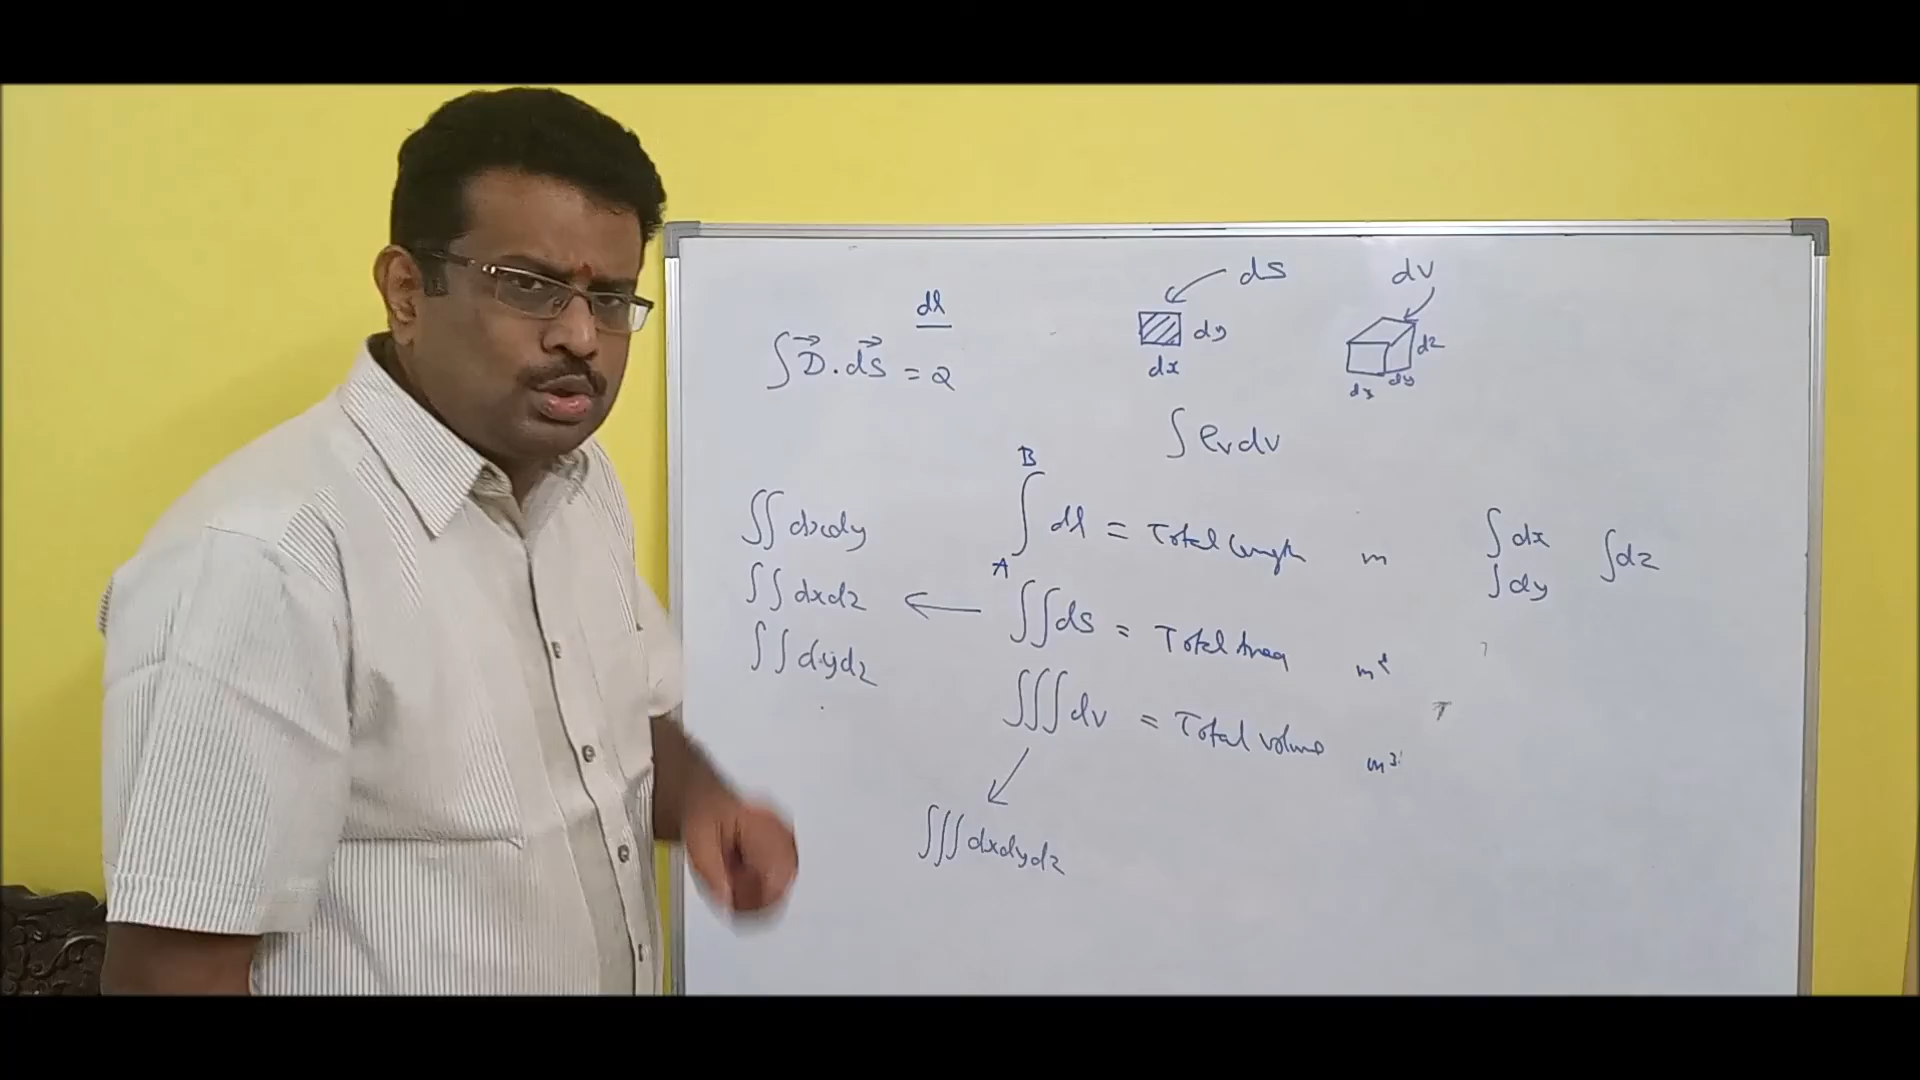 dl
∫ D⃗ . ds⃗ = Q
ds
dy
dx
dv
dz
dy
dx
∫ ρv dv
∬ dxdy
∬ dxdz
∬ dydz
B
∫ dl = Total length m
A
← ∬ ds = Total Area m²
∭ dv = Total volume m³
∫ dx
∫ dy
∫ dz
∭ dxdydz